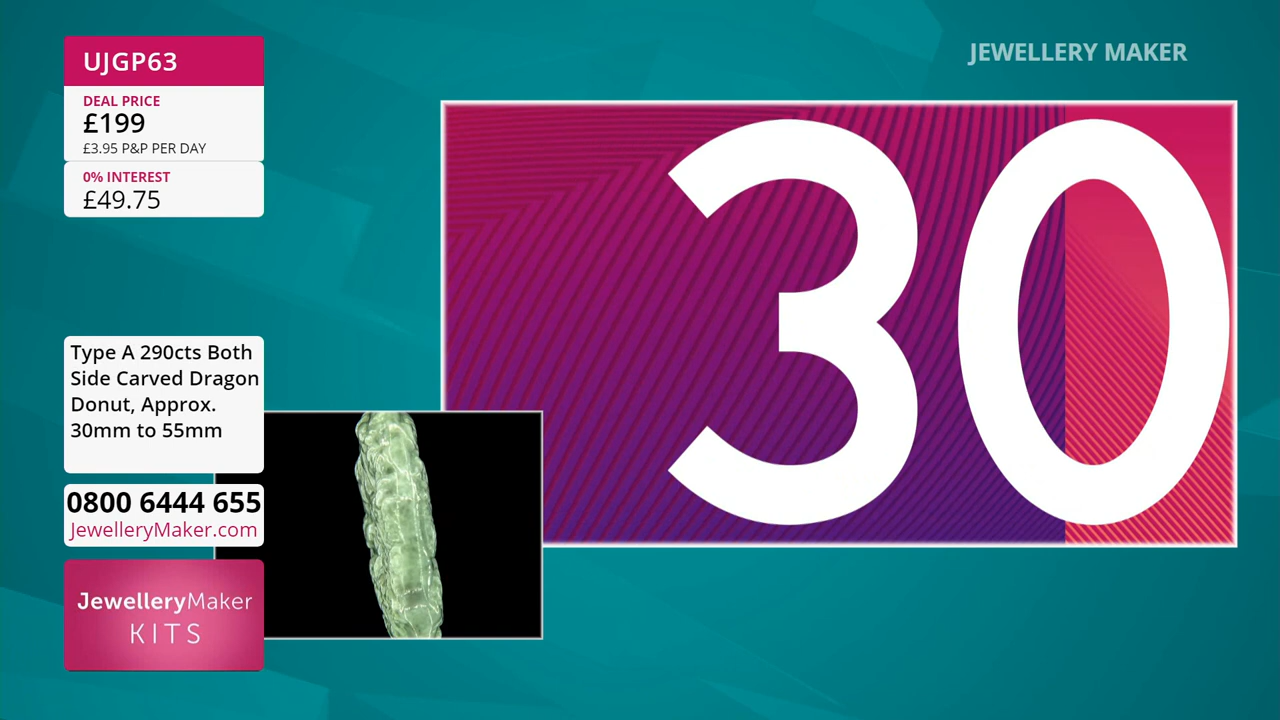 UJGP63
DEAL PRICE
£199
£3.95 P&P PER DAY
0% INTEREST
£49.75
Type A 290cts Both
Side Carved Dragon
Donut, Approx.
30mm to 55mm
0800 6444 655
JewelleryMaker.com
JewelleryMaker
KITS
JEWELLERY MAKER
30